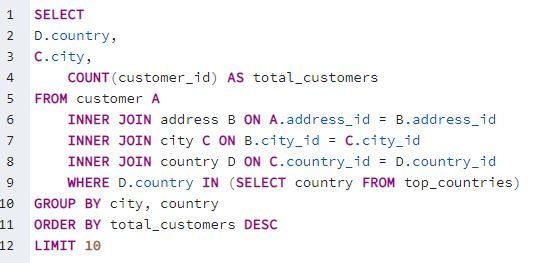 1 SELECT
2 D.country,
3 C.city,
4 COUNT(customer_id) AS total_customers
5 FROM customer A
6 INNER JOIN address B ON A.address_id = B.address_id
7 INNER JOIN city C ON B.city_id = C.city_id
8 INNER JOIN country D ON C.country_id = D.country_id
9 WHERE D.country IN (SELECT country FROM top_countries)
10 GROUP BY city, country
11 ORDER BY total_customers DESC
12 LIMIT 10